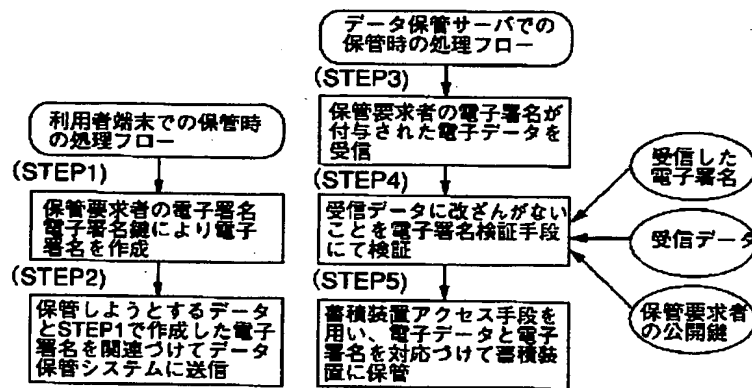 利用者端末での保管時
の処理フロー
(STEP1)
保管要求者の電子署名
電子署名鍵により電子
署名を作成
(STEP2)
保管しようとするデータ
とSTEP1で作成した電子
署名を関連づけてデータ
保管システムに送信
データ保管サーバでの
保管時の処理フロー
(STEP3)
保管要求者の電子署名が
付与された電子データを
受信
(STEP4)
受信データに改ざんがない
ことを電子署名検証手段
にて検証
(STEP5)
蓄積装置アクセス手段を
用い、電子データと電子
署名を対応づけて蓄積装
置に保管
受信した
電子署名
受信データ
保管要求者
の公開鍵